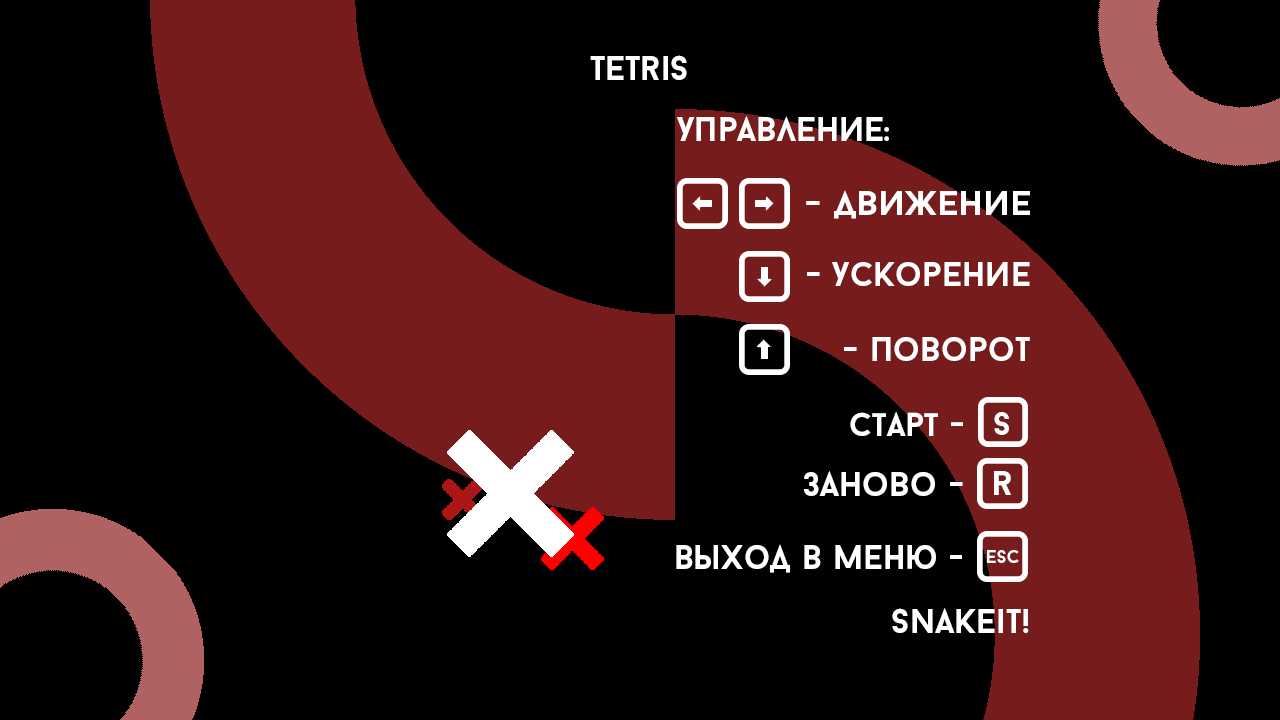 TETRIS
УПРАВЛЕНИЕ:
← → - ДВИЖЕНИЕ
↓ - УСКОРЕНИЕ
↑ - ПОВОРОТ
СТАРТ - S
ЗАНОВО - R
ВЫХОД В МЕНЮ - ESC
SNAKEIT!